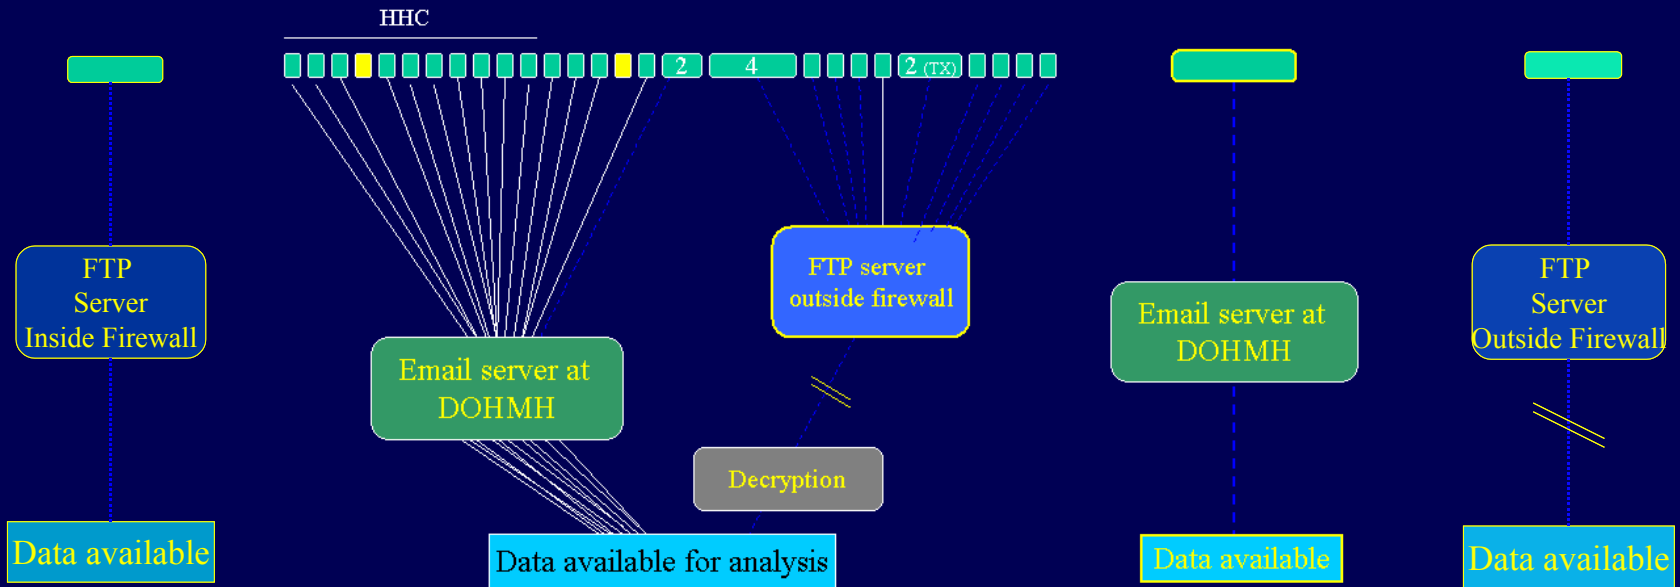 HHC
2
4
2 (TX)
FTP
Server
Inside Firewall
Data available
Email server at
DOHMH
FTP server
outside firewall
Decryption
Data available for analysis
Email server at
DOHMH
Data available
FTP
Server
Outside Firewall
Data available